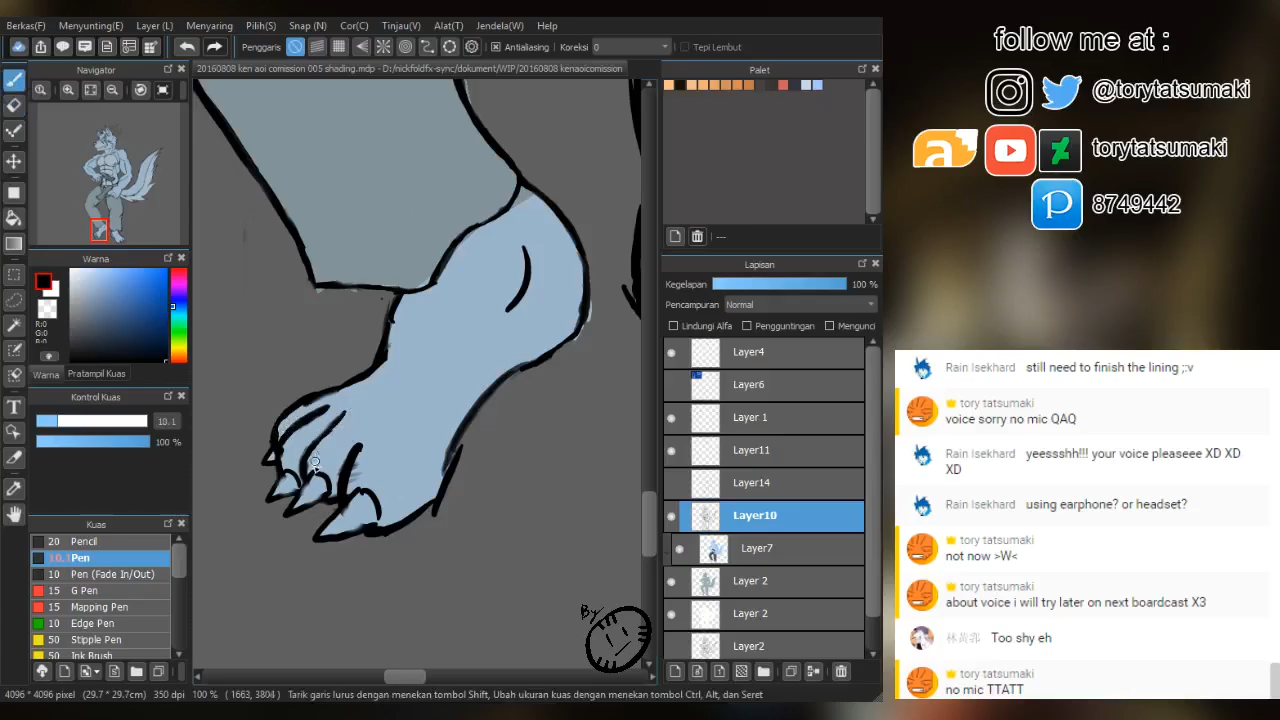 Berkas(F) Menyunting(E) Layer (L) Menyaring Pilih(S) Snap (N) Cor(C) Tinjau(V) Alat(T) Jendela(W) Help
Penggaris Antialiasing Koreksi 0 Tepi Lembut
Navigator
20160808 ken aoi comission 005 shading.mdp - D:/nickfoldfx-sync/dokument/WIP/20160808 kenaoicomission
Palet
---
Warna
R:0
G:0
Warna Pratampil Kuas
Kontrol Kuas
10.1
100 %
Kuas
20 Pencil
10.1 Pen
10 Pen (Fade In/Out)
15 G Pen
15 Mapping Pen
10 Edge Pen
50 Stipple Pen
50 Ink Brush
Lapisan
Kegelapan 100 %
Pencampuran Normal
Lindungi Alfa Pengguntingan Mengunci
Layer4
Layer6
Layer 1
Layer11
Layer14
Layer10
Layer7
Layer 2
Layer 2
Layer2
By
4096 * 4096 pixel (29.7 * 29.7cm) 350 dpi 100 % ( 1663, 3804 ) Tarik garis lurus dengan menekan tombol Shift, Ubah ukuran kuas dengan menekan tombol Ctrl, Alt, dan Seret
follow me at :
@torytatsumaki
torytatsumaki
8749442
Rain Isekhard still need to finish the lining ;;v
tory tatsumaki
voice sorry no mic QAQ
Rain Isekhard yeessshh!!! your voice pleaseee XD XD
XD
Rain Isekhard using earphone? or headset?
tory tatsumaki
not now >W<
tory tatsumaki
about voice i will try later on next boardcast X3
Too shy eh
tory tatsumaki
no mic TTATT